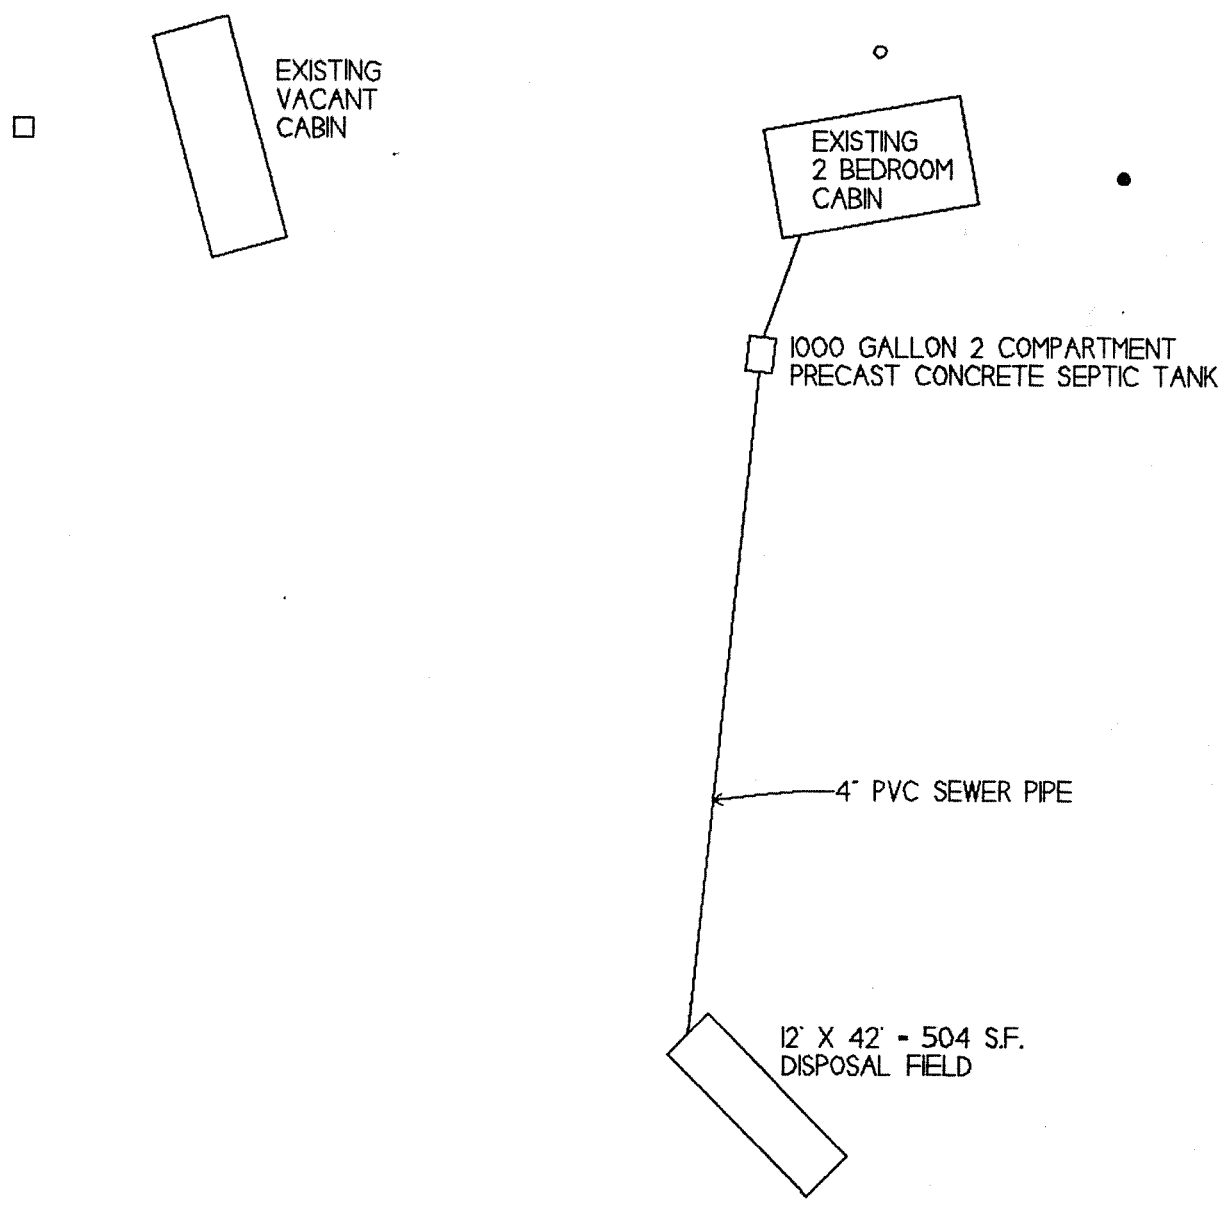 EXISTING
VACANT
CABIN
EXISTING
2 BEDROOM
CABIN
1000 GALLON 2 COMPARTMENT
PRECAST CONCRETE SEPTIC TANK
4" PVC SEWER PIPE
12' X 42' - 504 S.F.
DISPOSAL FIELD